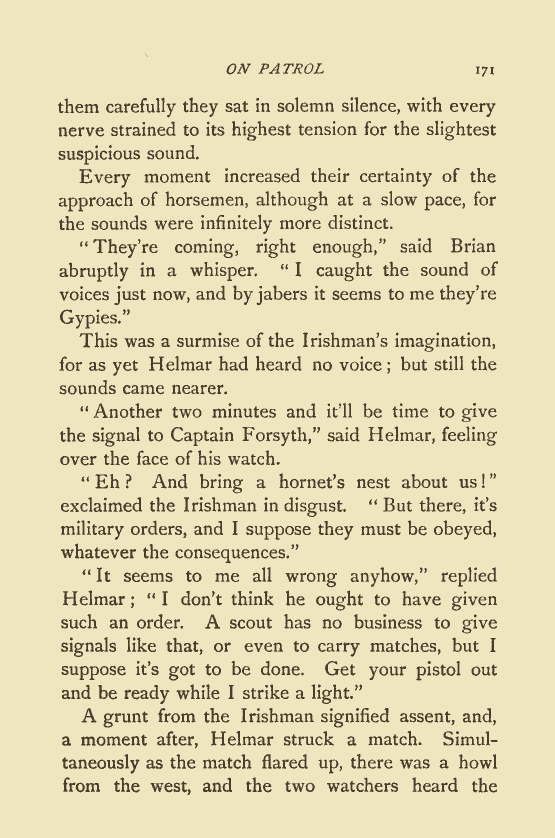 ON PATROL 171
them carefully they sat in solemn silence, with every
nerve strained to its highest tension for the slightest
suspicious sound.
Every moment increased their certainty of the
approach of horsemen, although at a slow pace, for
the sounds were infinitely more distinct.
“They’re coming, right enough,” said Brian
abruptly in a whisper. “I caught the sound of
voices just now, and by jabers it seems to me they’re
Gypies.”
This was a surmise of the Irishman’s imagination,
for as yet Helmar had heard no voice; but still the
sounds came nearer.
“Another two minutes and it’ll be time to give
the signal to Captain Forsyth,” said Helmar, feeling
over the face of his watch.
“Eh? And bring a hornet’s nest about us!”
exclaimed the Irishman in disgust. “But there, it’s
military orders, and I suppose they must be obeyed,
whatever the consequences.”
“It seems to me all wrong anyhow,” replied
Helmar; “I don’t think he ought to have given
such an order. A scout has no business to give
signals like that, or even to carry matches, but I
suppose it’s got to be done. Get your pistol out
and be ready while I strike a light.”
A grunt from the Irishman signified assent, and,
a moment after, Helmar struck a match. Simul-
taneously as the match flared up, there was a howl
from the west, and the two watchers heard the